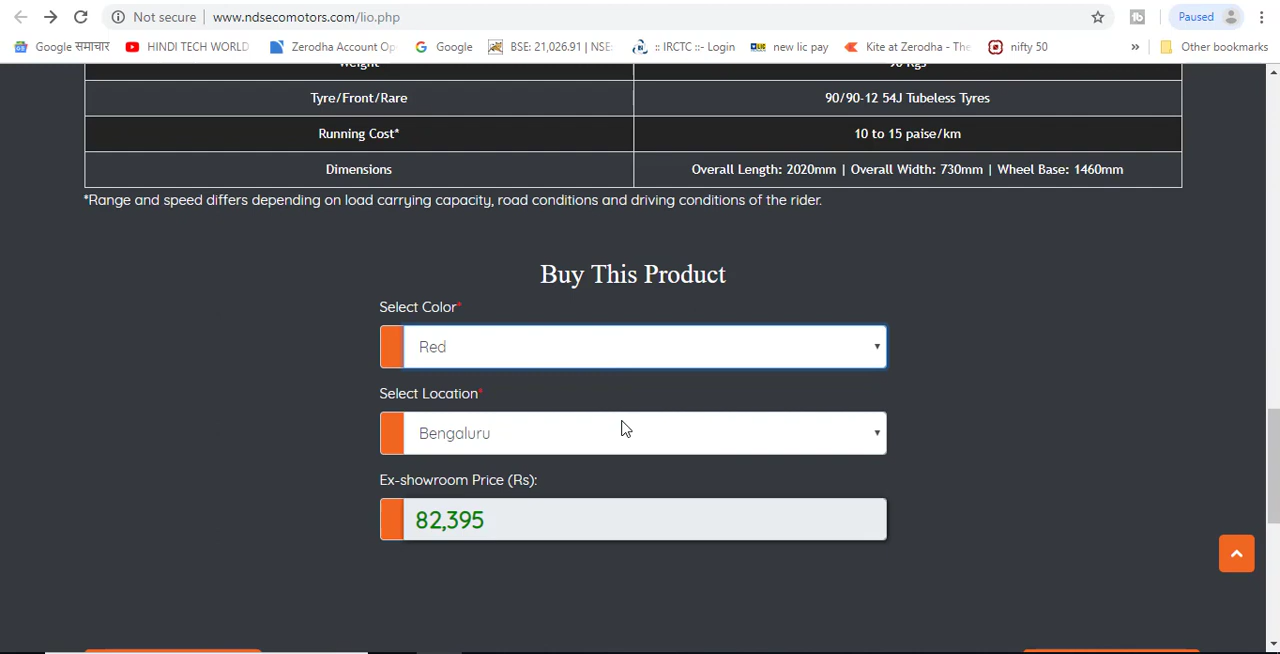 Not secure | www.ndsecomotors.com/lio.php Paused
Google समाचार HINDI TECH WORLD Zerodha Account Op Google BSE: 21,026.91 | NSE: :: IRCTC ::- Login new lic pay Kite at Zerodha - The nifty 50 » Other bookmarks
Weight 90 Kgs
Tyre/Front/Rare 90/90-12 54J Tubeless Tyres
Running Cost* 10 to 15 paise/km
Dimensions Overall Length: 2020mm | Overall Width: 730mm | Wheel Base: 1460mm
*Range and speed differs depending on load carrying capacity, road conditions and driving conditions of the rider.
Buy This Product
Select Color*
Red
Select Location*
Bengaluru
Ex-showroom Price (Rs):
82,395